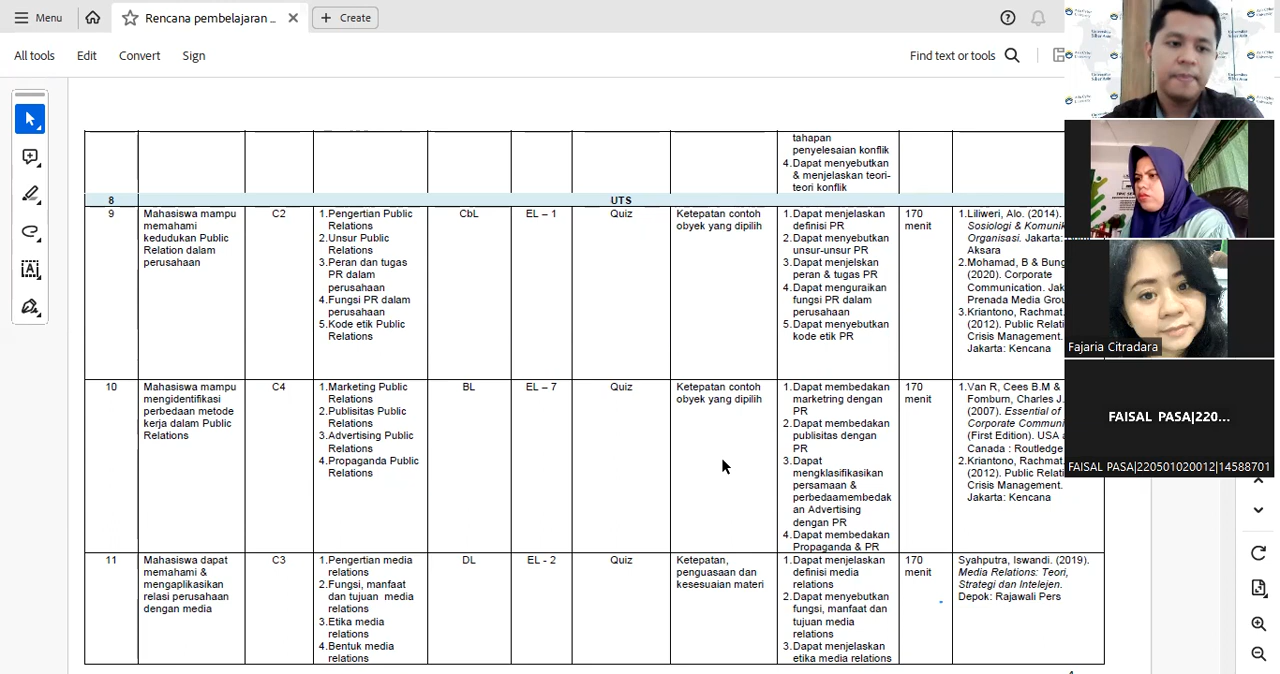 Menu
Rencana pembelajaran ...
Create
All tools
Edit
Convert
Sign
Find text or tools
tahapan
penyelesaian konflik
4.Dapat menyebutkan
& menjelaskan teori-
teori konflik
8
UTS
9
Mahasiswa mampu
memahami
kedudukan Public
Relation dalam
perusahaan
C2
1.Pengertian Public
Relations
2.Unsur Public
Relations
3.Peran dan tugas
PR dalam
perusahaan
4.Fungsi PR dalam
perusahaan
5.Kode etik Public
Relations
CbL
EL – 1
Quiz
Ketepatan contoh
obyek yang dipilih
1.Dapat menjelaskan
definisi PR
2.Dapat menyebutkan
unsur-unsur PR
3.Dapat menjelskan
peran & tugas PR
4.Dapat menguraikan
fungsi PR dalam
perusahaan
5.Dapat menyebutkan
kode etik PR
170
menit
1.Liliweri, Alo. (2014).
Sosiologi & Komunik
Organisasi. Jakarta:
Aksara
2.Mohamad, B & Bung
(2020). Corporate
Communication. Jak
Prenada Media Grou
3.Kriantono, Rachmat.
(2012). Public Relati
Crisis Management.
Jakarta: Kencana
10
Mahasiswa mampu
mengidentifikasi
perbedaan metode
kerja dalam Public
Relations
C4
1.Marketing Public
Relations
2.Publisitas Public
Relations
3.Advertising Public
Relations
4.Propaganda Public
Relations
BL
EL – 7
Quiz
Ketepatan contoh
obyek yang dipilih
1.Dapat membedakan
marketring dengan
PR
2.Dapat membedakan
publisitas dengan
PR
3.Dapat
mengklasifikasikan
persamaan &
perbedaamembedak
an Advertising
dengan PR
4.Dapat membedakan
Propaganda & PR
170
menit
1.Van R, Cees B.M &
Fomburn, Charles J.
(2007). Essential of
Corporate Communi
(First Edition). USA a
Canada : Routledge
2.Kriantono, Rachmat.
(2012). Public Relati
Crisis Management.
Jakarta: Kencana
11
Mahasiswa dapat
memahami &
mengaplikasikan
relasi perusahaan
dengan media
C3
1.Pengertian media
relations
2.Fungsi, manfaat
dan tujuan media
relations
3.Etika media
relations
4.Bentuk media
relations
DL
EL - 2
Quiz
Ketepatan,
penguasaan dan
kesesuaian materi
1.Dapat menjelaskan
definisi media
relations
2.Dapat menyebutkan
fungsi, manfaat dan
tujuan media
relations
3.Dapat menjelaskan
etika media relations
170
menit
Syahputra, Iswandi. (2019).
Media Relations: Teori,
Strategi dan Intelejen.
Depok: Rajawali Pers
Fajaria Citradara
FAISAL PASA|220...
FAISAL PASA|220501020012|14588701